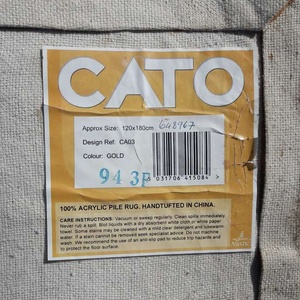 CATO
Approx Size: 120x180cm
Design Ref: CA03
Colour: GOLD
94 3F
031706 415084
100% ACRYLIC PILE RUG. HANDTUFTED IN CHINA.
CARE INSTRUCTIONS: Vacuum or sweep regularly. Clean spills immediately.
Never rub a spill. Blot liquids with a dry absorbent white cloth or white paper
towel. Some stains may be cleaned with a mild clear detergent and lukewarm
water. If a stain cannot be removed seek specialist advice. Do not machine
wash. We recommend the use of an anti-slip pad to reduce trip hazards and
to protect the floor surface.